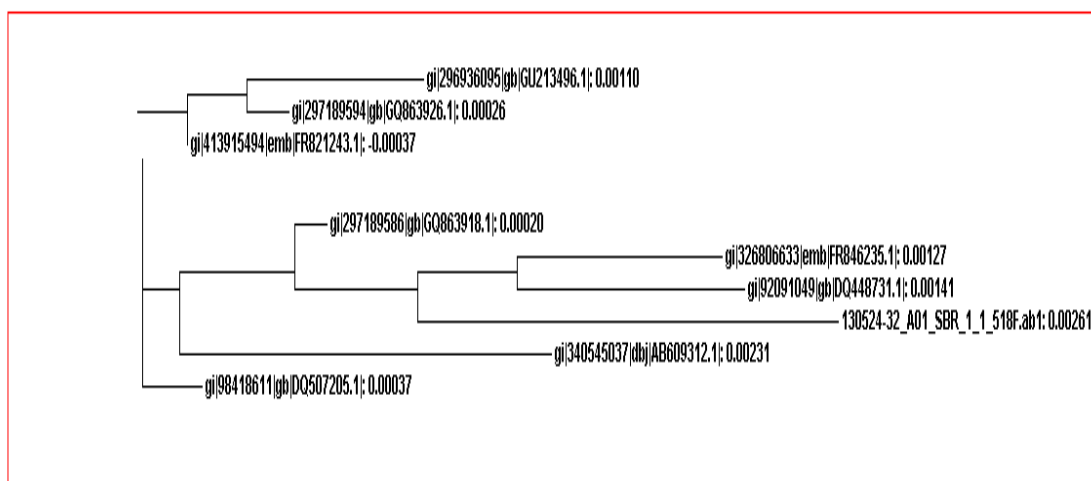 gi|296936095|gb|GU213496.1|: 0.00110
gi|297189594|gb|GQ863926.1|: 0.00026
gi|413915494|emb|FR821243.1|: -0.00037
gi|297189586|gb|GQ863918.1|: 0.00020
gi|326806633|emb|FR846235.1|: 0.00127
gi|92091049|gb|DQ448731.1|: 0.00141
130524-32_A01_SBR_1_1_518F.ab1: 0.00261
gi|340545037|dbj|AB609312.1|: 0.00231
gi|98418611|gb|DQ507205.1|: 0.00037